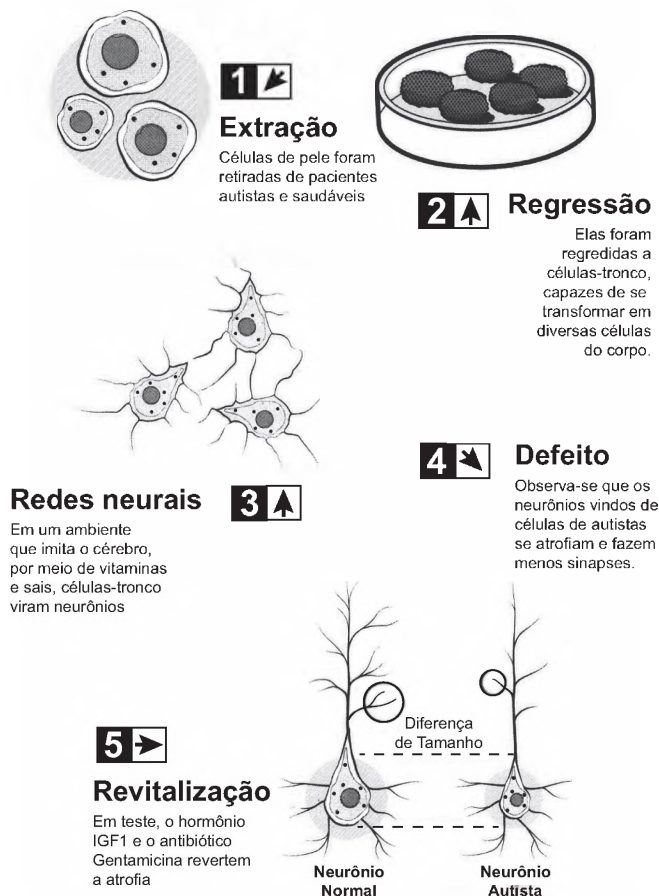 1
Extração
Células de pele foram
retiradas de pacientes
autistas e saudáveis
2
Regressão
Elas foram
regredidas a
células-tronco,
capazes de se
transformar em
diversas células
do corpo.
Redes neurais
3
Em um ambiente
que imita o cérebro,
por meio de vitaminas
e sais, células-tronco
viram neurônios
4
Defeito
Observa-se que os
neurônios vindos de
células de autistas
se atrofiam e fazem
menos sinapses.
Diferença
de Tamanho
5
Revitalização
Em teste, o hormônio
IGF1 e o antibiótico
Gentamicina revertem
a atrofia
Neurônio
Normal
Neurônio
Autista